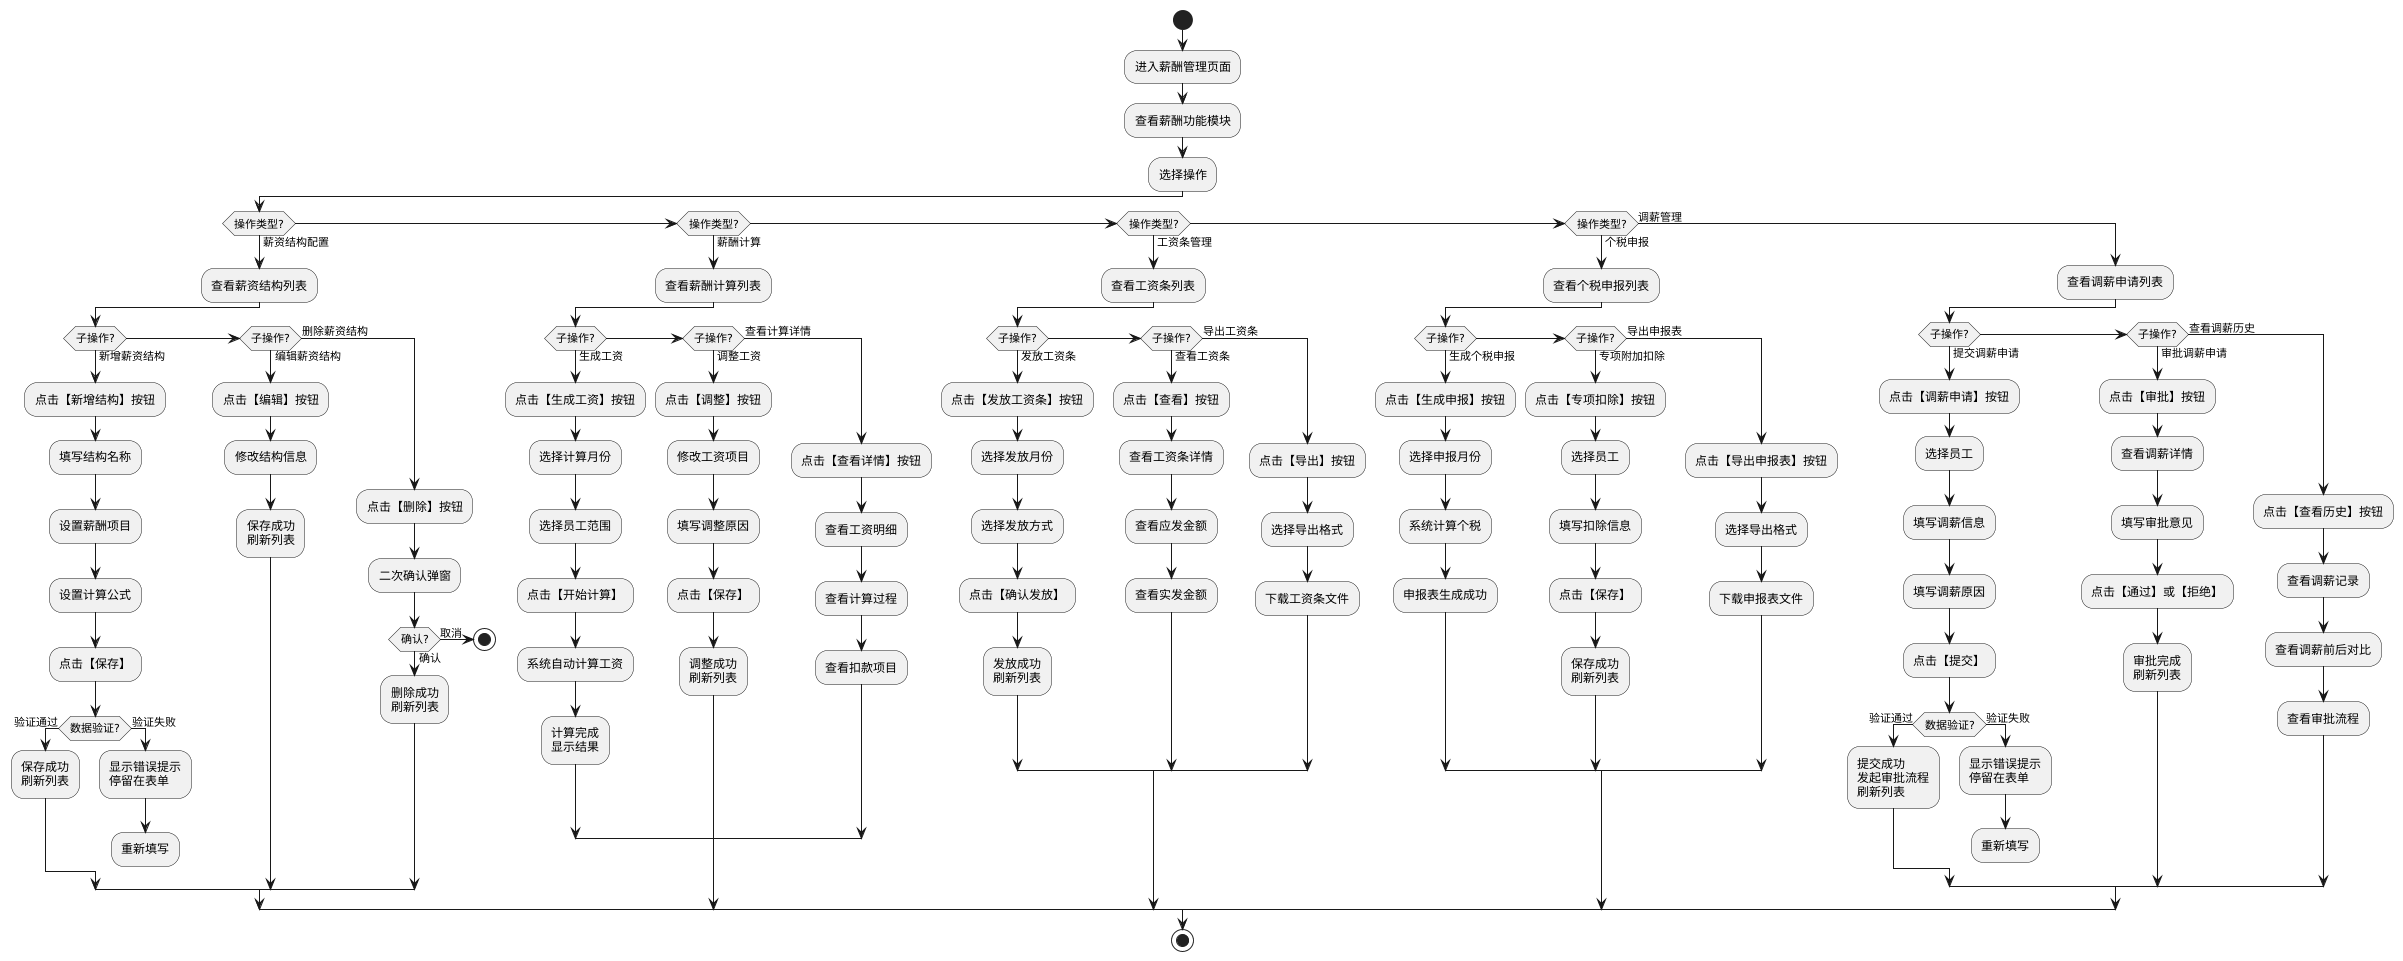 进入薪酬管理页面
查看薪酬功能模块
选择操作
操作类型?
薪资结构配置
查看薪资结构列表
子操作?
新增薪资结构
点击【新增结构】按钮
填写结构名称
设置薪酬项目
设置计算公式
点击【保存】
数据验证?
验证通过
保存成功
刷新列表
验证失败
显示错误提示
停留在表单
重新填写
子操作?
编辑薪资结构
点击【编辑】按钮
修改结构信息
保存成功
刷新列表
删除薪资结构
点击【删除】按钮
二次确认弹窗
确认?
取消
确认
删除成功
刷新列表
操作类型?
薪酬计算
查看薪酬计算列表
子操作?
生成工资
点击【生成工资】按钮
选择计算月份
选择员工范围
点击【开始计算】
系统自动计算工资
计算完成
显示结果
子操作?
调整工资
点击【调整】按钮
修改工资项目
填写调整原因
点击【保存】
调整成功
刷新列表
查看计算详情
点击【查看详情】按钮
查看工资明细
查看计算过程
查看扣款项目
操作类型?
工资条管理
查看工资条列表
子操作?
发放工资条
点击【发放工资条】按钮
选择发放月份
选择发放方式
点击【确认发放】
发放成功
刷新列表
子操作?
查看工资条
点击【查看】按钮
查看工资条详情
查看应发金额
查看实发金额
导出工资条
点击【导出】按钮
选择导出格式
下载工资条文件
操作类型?
个税申报
查看个税申报列表
子操作?
生成个税申报
点击【生成申报】按钮
选择申报月份
系统计算个税
申报表生成成功
子操作?
专项附加扣除
点击【专项扣除】按钮
选择员工
填写扣除信息
点击【保存】
保存成功
刷新列表
导出申报表
点击【导出申报表】按钮
选择导出格式
下载申报表文件
调薪管理
查看调薪申请列表
子操作?
提交调薪申请
点击【调薪申请】按钮
选择员工
填写调薪信息
填写调薪原因
点击【提交】
数据验证?
验证通过
提交成功
发起审批流程
刷新列表
验证失败
显示错误提示
停留在表单
重新填写
子操作?
审批调薪申请
点击【审批】按钮
查看调薪详情
填写审批意见
点击【通过】或【拒绝】
审批完成
刷新列表
查看调薪历史
点击【查看历史】按钮
查看调薪记录
查看调薪前后对比
查看审批流程